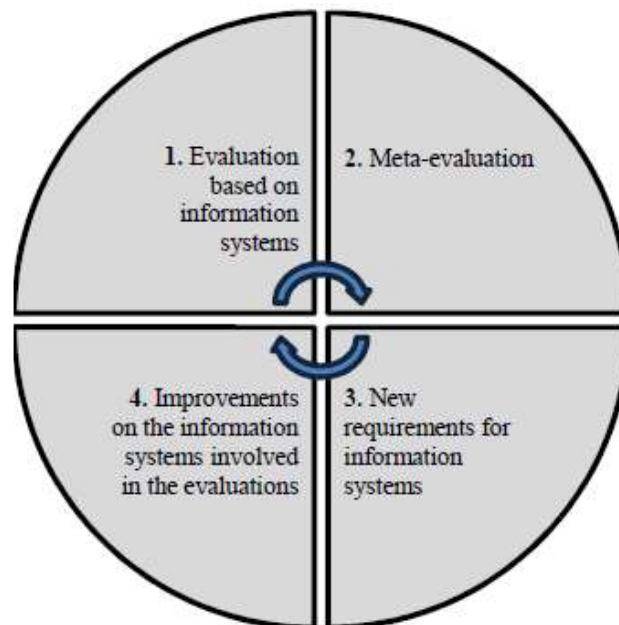 1. Evaluation
based on
information
systems
2. Meta-evaluation
3. New
requirements for
information
systems
4. Improvements
on the information
systems involved
in the evaluations